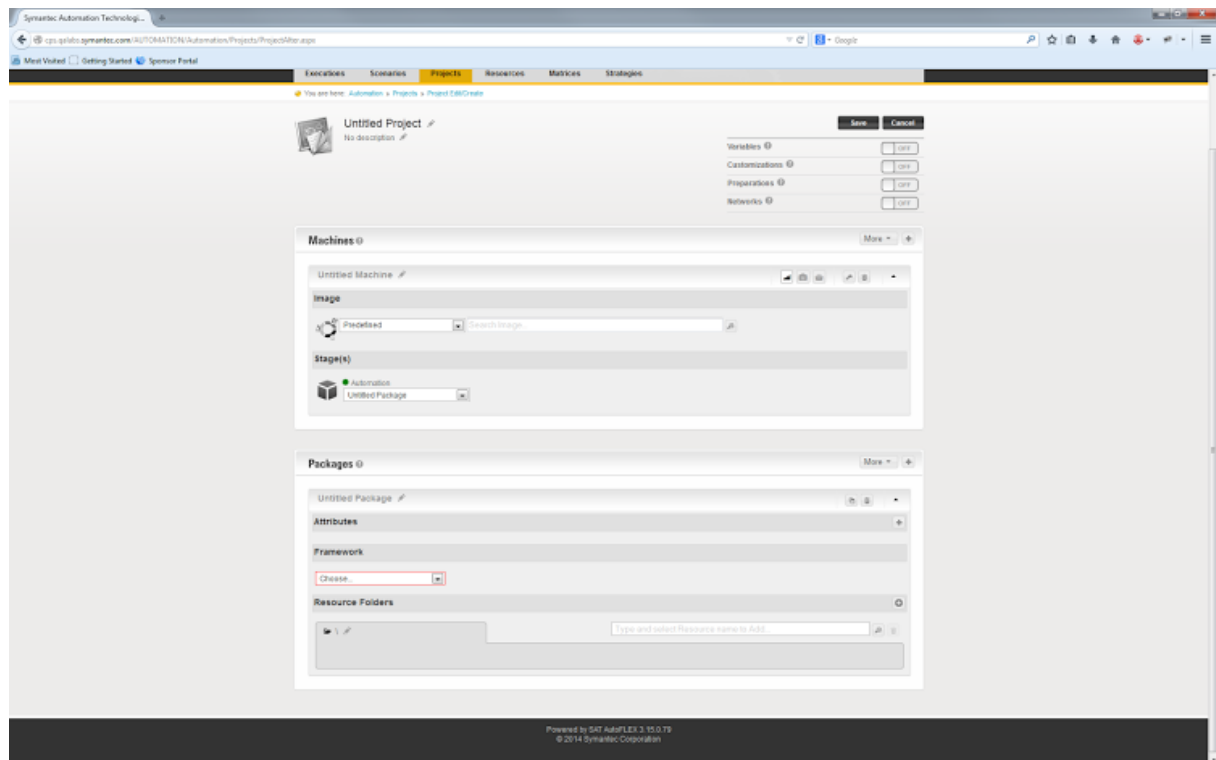 Symantec Automation Technologi...
cps.qalabs.symantec.com/AUTOMATION/Automation/Projects/ProjectAlter.aspx
Google
Most Visited Getting Started Sponsor Portal
Executions Scenarios Projects Resources Matrices Strategies
You are here: Automation Projects Project Edit/Create
Untitled Project
No description
Save Cancel
Variables OFF
Customizations OFF
Preparations OFF
Networks OFF
Machines More
Untitled Machine
Image
Predefined Search Image...
Stage(s)
Automation
Untitled Package
Packages More
Untitled Package
Attributes
Framework
Choose...
Resource Folders
\ Type and select Resource name to Add...
Powered by SAT AutoFLEX 3.15.0.79
© 2014 Symantec Corporation